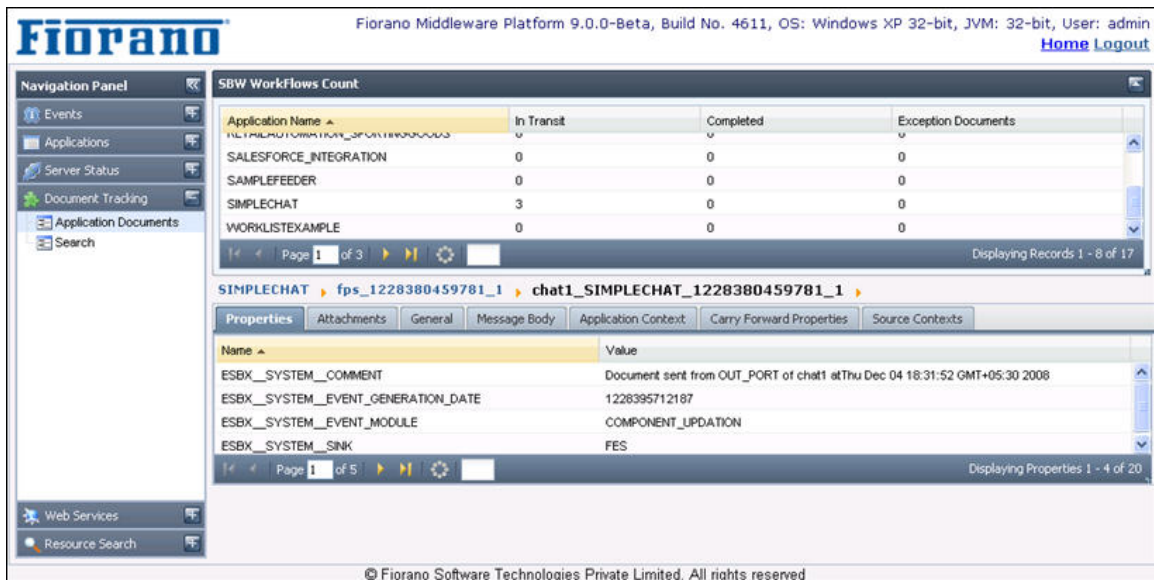 Fiorano
Fiorano Middleware Platform 9.0.0-Beta, Build No. 4611, OS: Windows XP 32-bit, JVM: 32-bit, User: admin
Home Logout
Navigation Panel
Events
Applications
Server Status
Document Tracking
Application Documents
Search
Web Services
Resource Search
SBW WorkFlows Count
Application Name In Transit Completed Exception Documents
RETAILAUTOMATION_SPORTINGGOODS 0 0 0
SALESFORCE_INTEGRATION 0 0 0
SAMPLEFEEDER 0 0 0
SIMPLECHAT 3 0 0
WORKLISTEXAMPLE 0 0 0
Page 1 of 3 Displaying Records 1 - 8 of 17
SIMPLECHAT fps_1228380459781_1 chat1_SIMPLECHAT_1228380459781_1
Properties Attachments General Message Body Application Context Carry Forward Properties Source Contexts
Name Value
ESBX__SYSTEM__COMMENT Document sent from OUT_PORT of chat1 atThu Dec 04 18:31:52 GMT+05:30 2008
ESBX__SYSTEM__EVENT_GENERATION_DATE 1228395712187
ESBX__SYSTEM__EVENT_MODULE COMPONENT_UPDATION
ESBX__SYSTEM__SINK FES
Page 1 of 5 Displaying Properties 1 - 4 of 20
© Fiorano Software Technologies Private Limited. All rights reserved